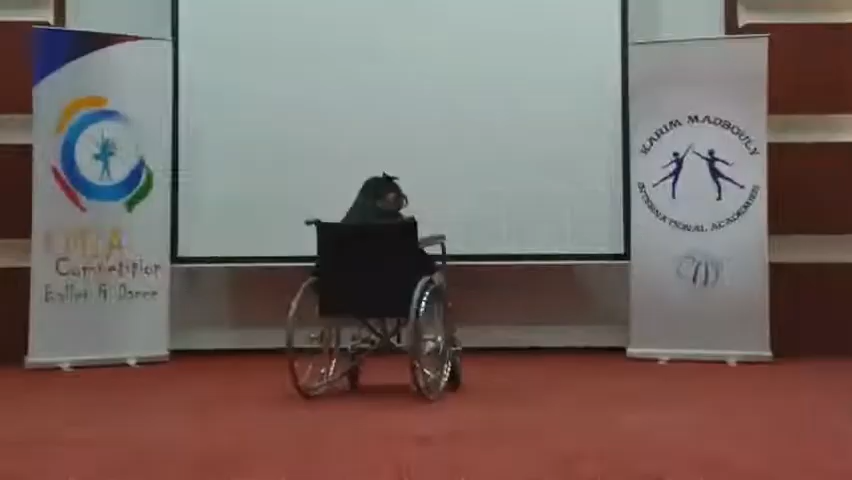 Competition
Ballet & Dance
KARIM MADBOULY
INTERNATIONAL ACADEMIES